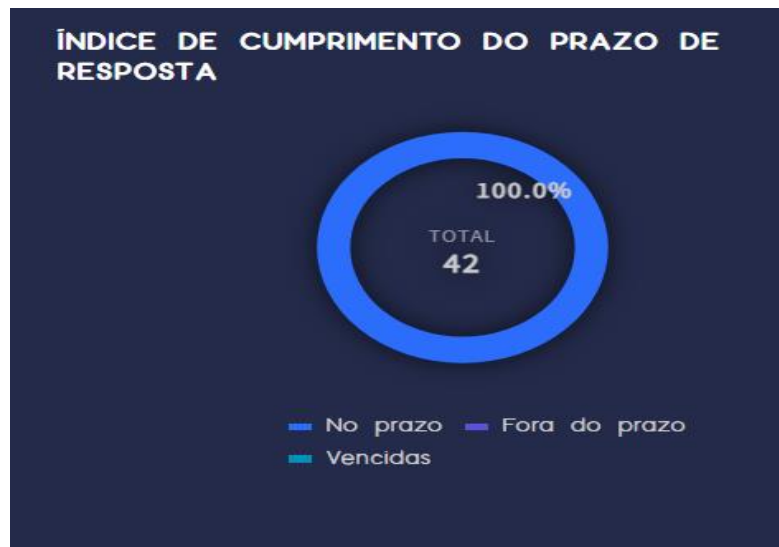 ÍNDICE DE CUMPRIMENTO DO PRAZO DE
RESPOSTA
100.0%
TOTAL
42
No prazo Fora do prazo
Vencidas